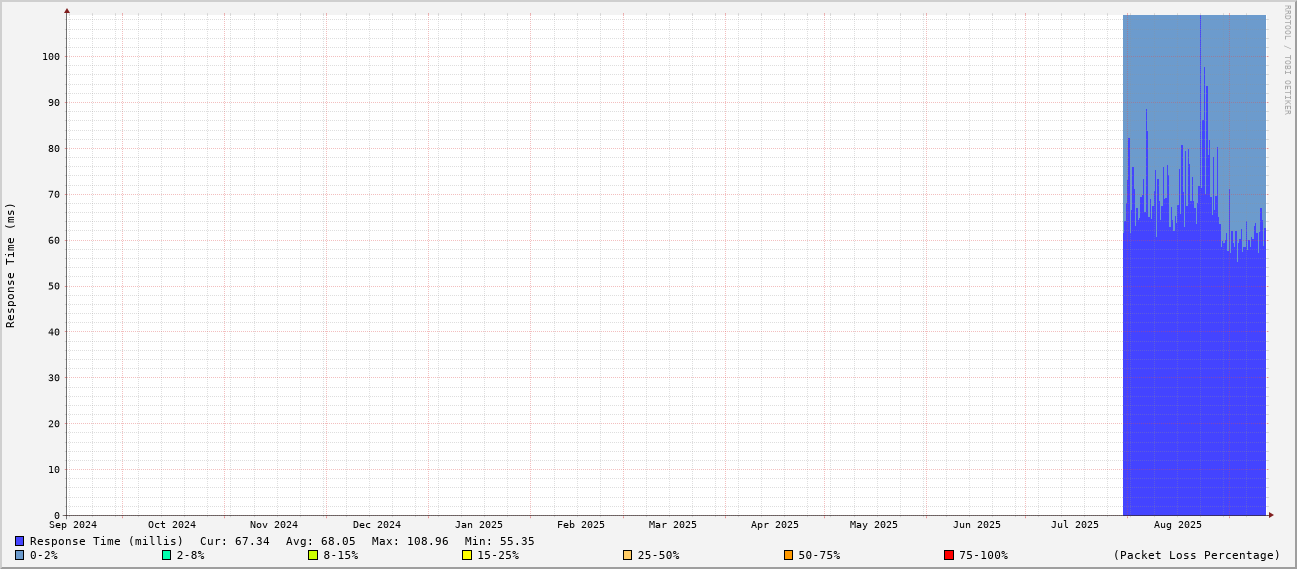 RRDTOOL / TOBI OETIKER
Response Time (ms)
100
90
80
70
60
50
40
30
20
10
0
Sep 2024 Oct 2024 Nov 2024 Dec 2024 Jan 2025 Feb 2025 Mar 2025 Apr 2025 May 2025 Jun 2025 Jul 2025 Aug 2025
Response Time (millis) Cur: 67.34 Avg: 68.05 Max: 108.96 Min: 55.35
0-2% 2-8% 8-15% 15-25% 25-50% 50-75% 75-100% (Packet Loss Percentage)